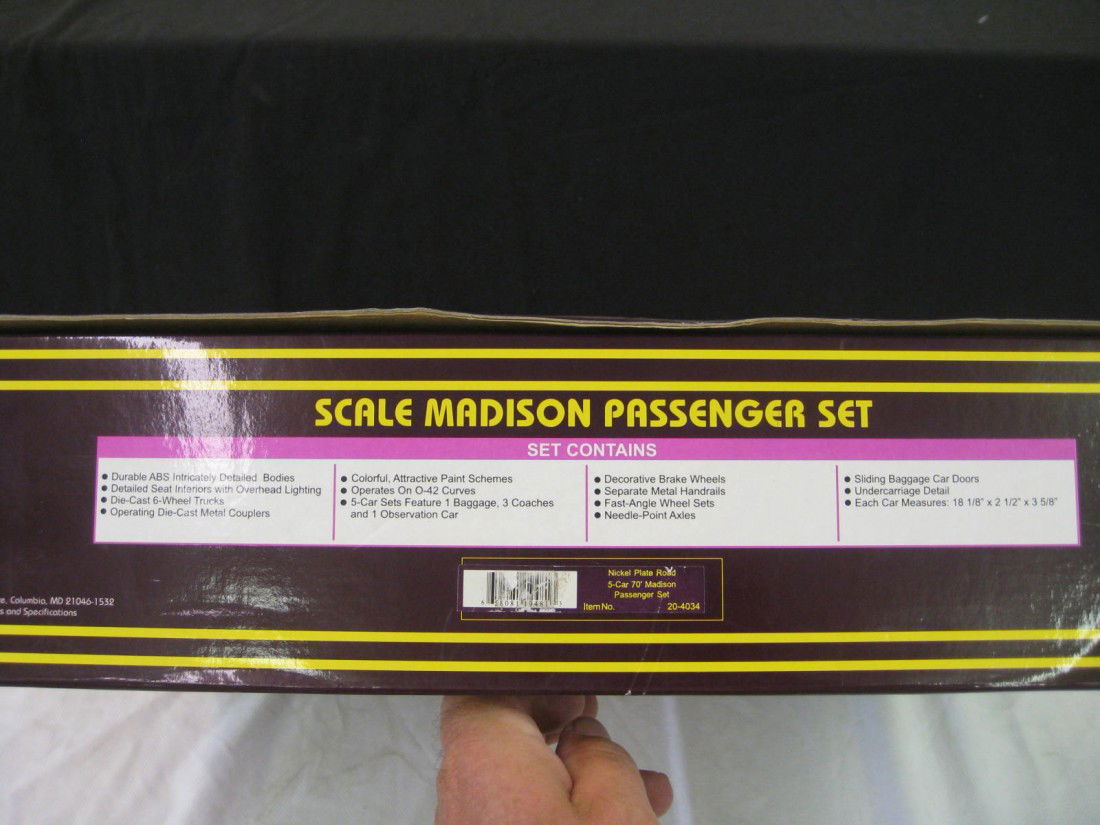 SCALE MADISON PASSENGER SET
SET CONTAINS
• Durable ABS Intricately Detailed Bodies
• Detailed Seat Interiors with Overhead Lighting
• Die-Cast 6-Wheel Trucks
• Operating Die-Cast Metal Couplers
• Colorful, Attractive Paint Schemes
• Operates On O-42 Curves
• 5-Car Sets Feature 1 Baggage, 3 Coaches
and 1 Observation Car
• Decorative Brake Wheels
• Separate Metal Handrails
• Fast-Angle Wheel Sets
• Needle-Point Axles
• Sliding Baggage Car Doors
• Undercarriage Detail
• Each Car Measures: 18 1/8" x 2 1/2" x 3 5/8"
Nickel Plate Road
5-Car 70' Madison
Passenger Set
Item No. 20-4034
Columbia, MD 21046-1532
and Specifications